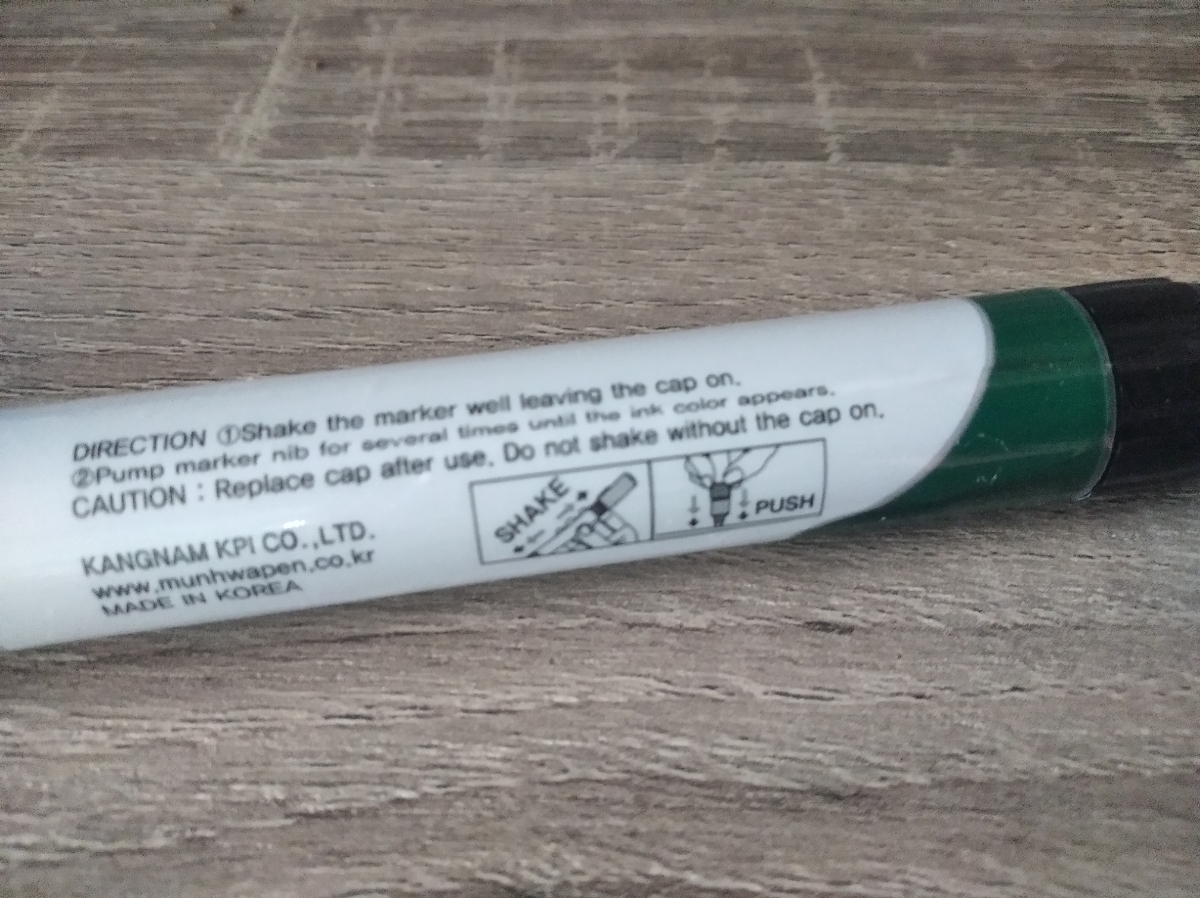 DIRECTION ①Shake the marker well leaving the cap on.
②Pump marker nib for several times until the ink color appears.
CAUTION : Replace cap after use. Do not shake without the cap on.
SHAKE
PUSH
KANGNAM KPI CO.,LTD.
www.munhwapen.co.kr
MADE IN KOREA